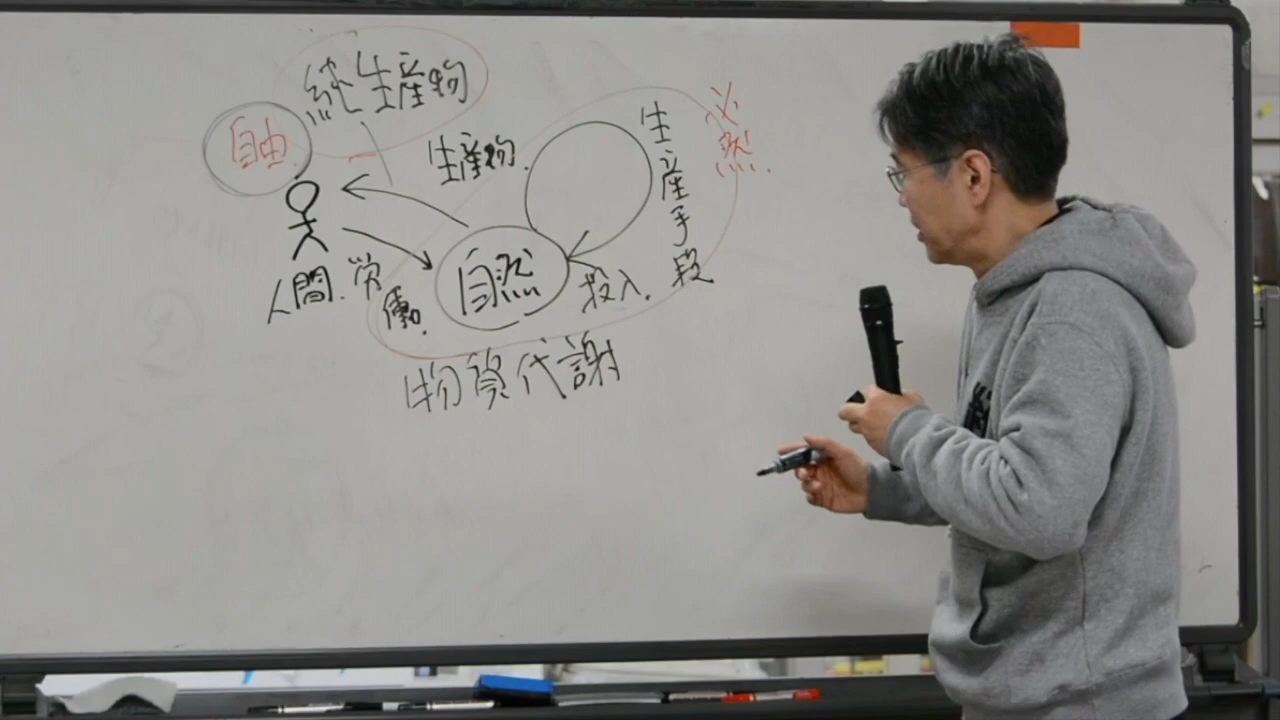 純生産物
自由
生産物.
生産手段
必然.
人間.
労働.
自然
投入.
物質代謝